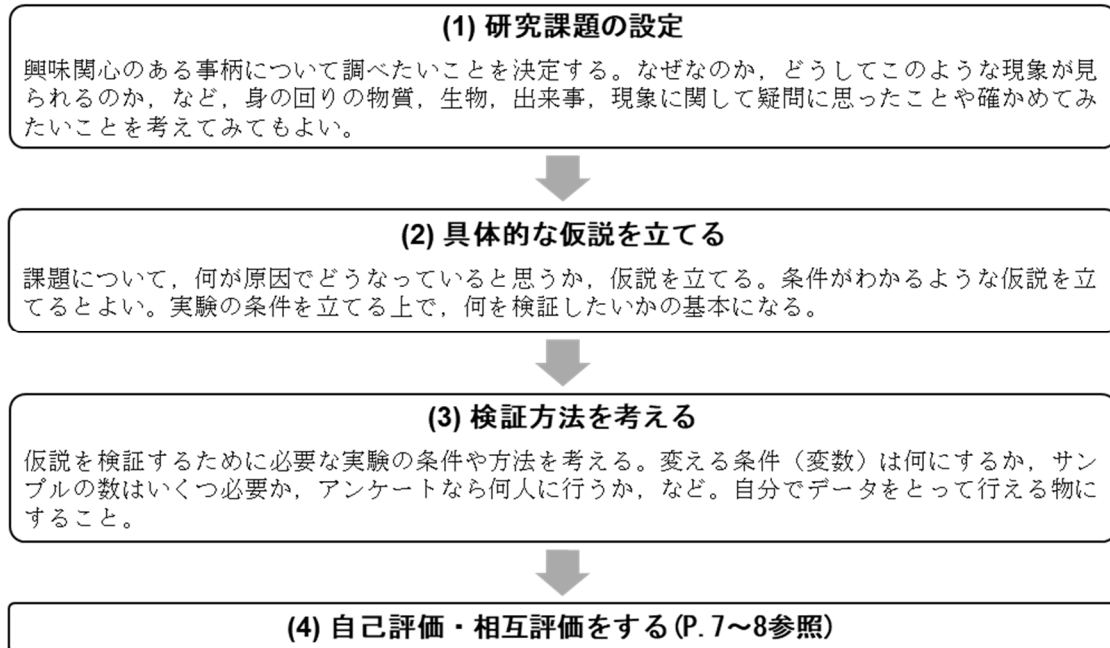 (1) 研究課題の設定
興味関心のある事柄について調べたいことを決定する。なぜなのか，どうしてこのような現象が見
られるのか，など，身の回りの物質，生物，出来事，現象に関して疑問に思ったことや確かめてみ
たいことを考えてみてもよい。
(2) 具体的な仮説を立てる
課題について，何が原因でどうなっていると思うか，仮説を立てる。条件がわかるような仮説を立
てるとよい。実験の条件を立てる上で，何を検証したいかの基本になる。
(3) 検証方法を考える
仮説を検証するために必要な実験の条件や方法を考える。変える条件（変数）は何にするか，サン
プルの数はいくつ必要か，アンケートなら何人に行うか，など。自分でデータをとって行える物に
すること。
(4) 自己評価・相互評価をする(P. 7～8参照)